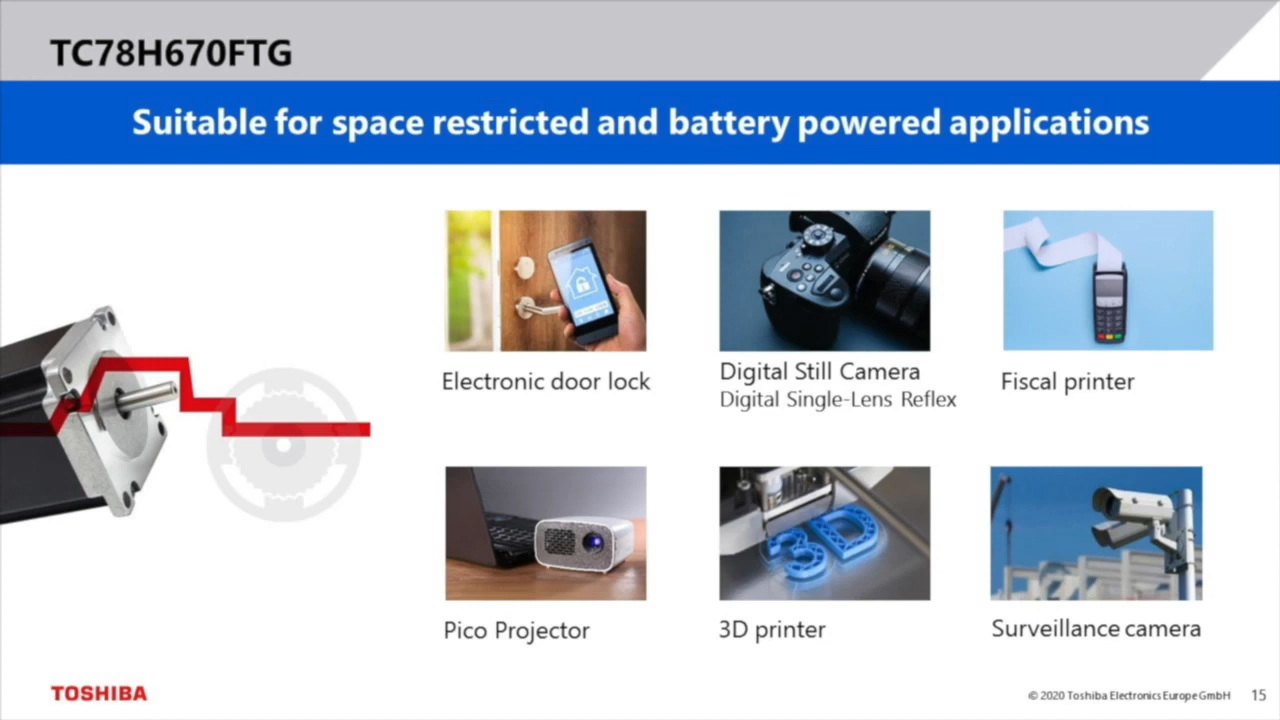 TC78H670FTG
Suitable for space restricted and battery powered applications
Electronic door lock
Digital Still Camera
Digital Single-Lens Reflex
Fiscal printer
3D
Pico Projector
3D printer
Surveillance camera
TOSHIBA
© 2020 Toshiba Electronics Europe GmbH
15